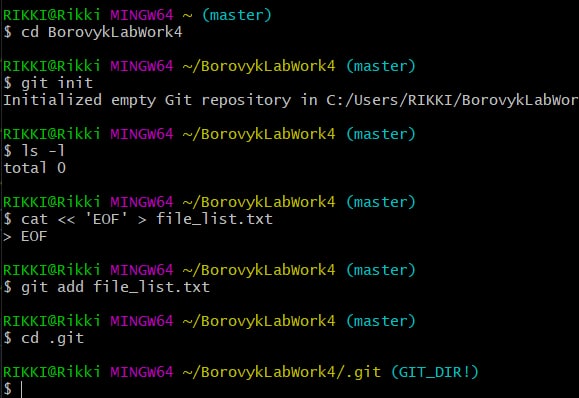 RIKKI@Rikki MINGW64 ~ (master)
$ cd BorovykLabWork4
RIKKI@Rikki MINGW64 ~/BorovykLabWork4 (master)
$ git init
Initialized empty Git repository in C:/Users/RIKKI/BorovykLabWor
RIKKI@Rikki MINGW64 ~/BorovykLabWork4 (master)
$ ls -l
total 0
RIKKI@Rikki MINGW64 ~/BorovykLabWork4 (master)
$ cat << 'EOF' > file_list.txt
> EOF
RIKKI@Rikki MINGW64 ~/BorovykLabWork4 (master)
$ git add file_list.txt
RIKKI@Rikki MINGW64 ~/BorovykLabWork4 (master)
$ cd .git
RIKKI@Rikki MINGW64 ~/BorovykLabWork4/.git (GIT_DIR!)
$